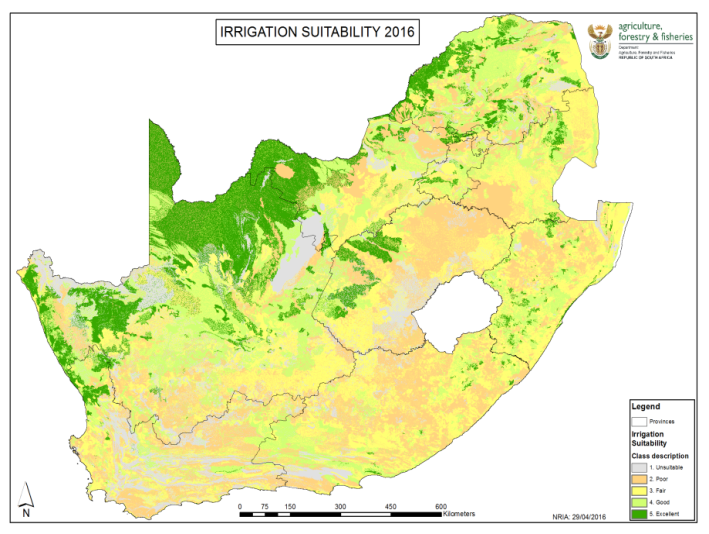 IRRIGATION SUITABILITY 2016
agriculture,
forestry & fisheries
Department:
Agriculture, Forestry and Fisheries
REPUBLIC OF SOUTH AFRICA
Legend
Provinces
Irrigation
Suitability
Class description
1. Unsuitable
2. Poor
3. Fair
4. Good
5. Excellent
N
0 75 150 300 450 600
Kilometers
NRIA: 29/04/2016